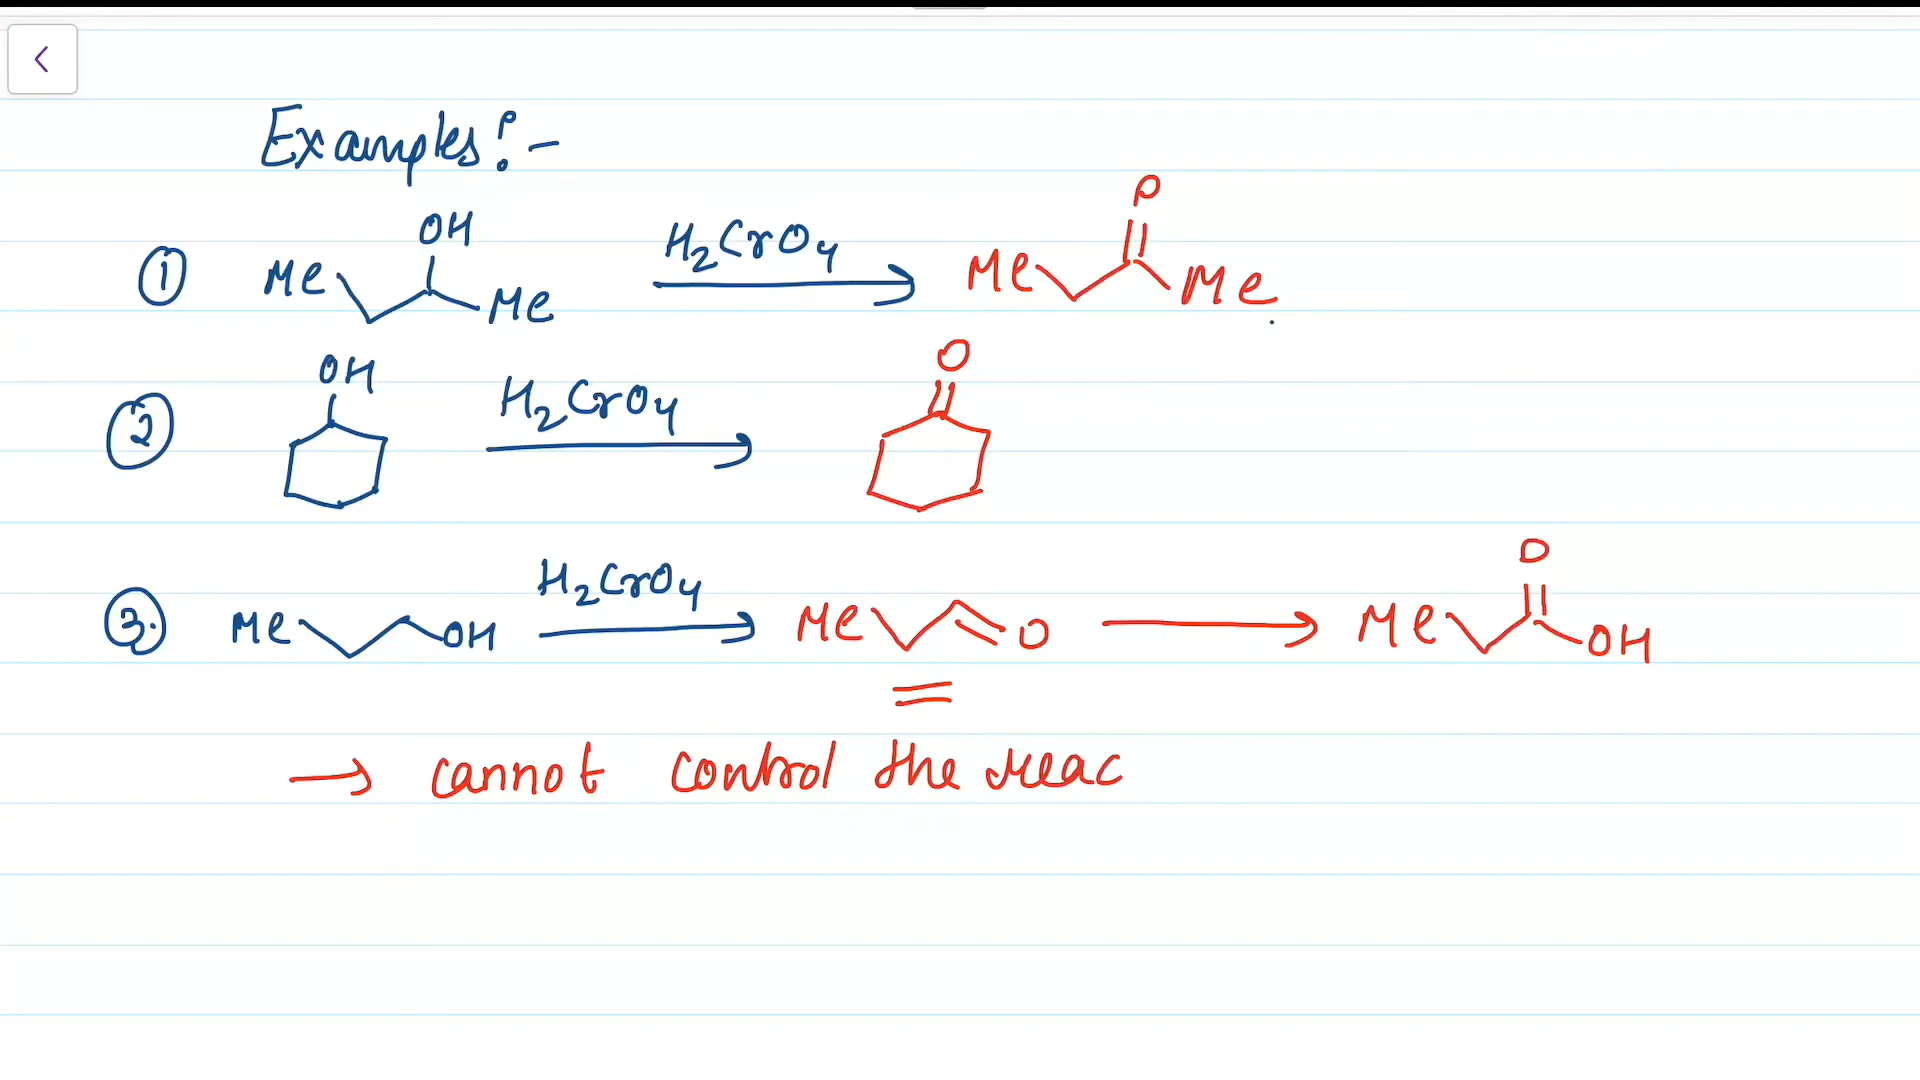 Examples:-
① OH Me Me H₂CrO₄ O Me Me
② OH H₂CrO₄ O
③. Me OH H₂CrO₄ Me O Me O OH
→ cannot control the reac